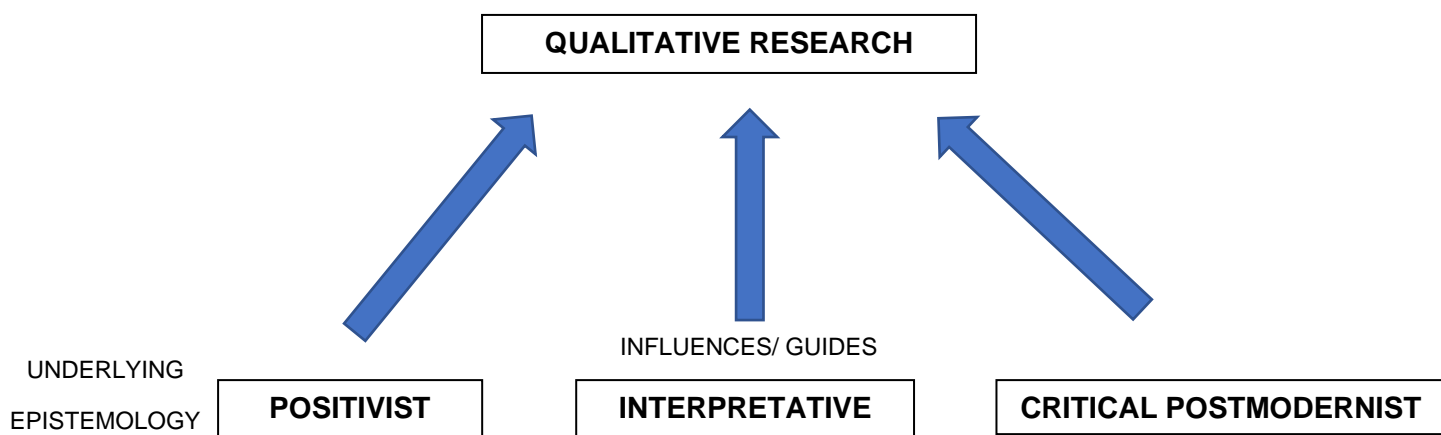 QUALITATIVE RESEARCH
INFLUENCES/ GUIDES
UNDERLYING
EPISTEMOLOGY
POSITIVIST
INTERPRETATIVE
CRITICAL POSTMODERNIST